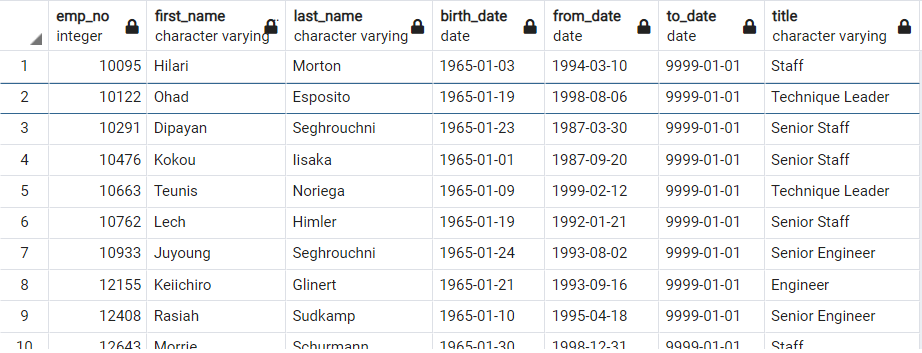 emp_no first_name last_name birth_date from_date to_date title
integer character varying character varying date date date character varying
1 10095 Hilari Morton 1965-01-03 1994-03-10 9999-01-01 Staff
2 10122 Ohad Esposito 1965-01-19 1998-08-06 9999-01-01 Technique Leader
3 10291 Dipayan Seghrouchni 1965-01-23 1987-03-30 9999-01-01 Senior Staff
4 10476 Kokou Iisaka 1965-01-01 1987-09-20 9999-01-01 Senior Staff
5 10663 Teunis Noriega 1965-01-09 1999-02-12 9999-01-01 Technique Leader
6 10762 Lech Himler 1965-01-19 1992-01-21 9999-01-01 Senior Staff
7 10933 Juyoung Seghrouchni 1965-01-24 1993-08-02 9999-01-01 Senior Engineer
8 12155 Keiichiro Glinert 1965-01-21 1993-09-16 9999-01-01 Engineer
9 12408 Rasiah Sudkamp 1965-01-10 1995-04-18 9999-01-01 Senior Engineer
10 12643 Morrie Schurmann 1965-01-30 1998-12-31 9999-01-01 Staff